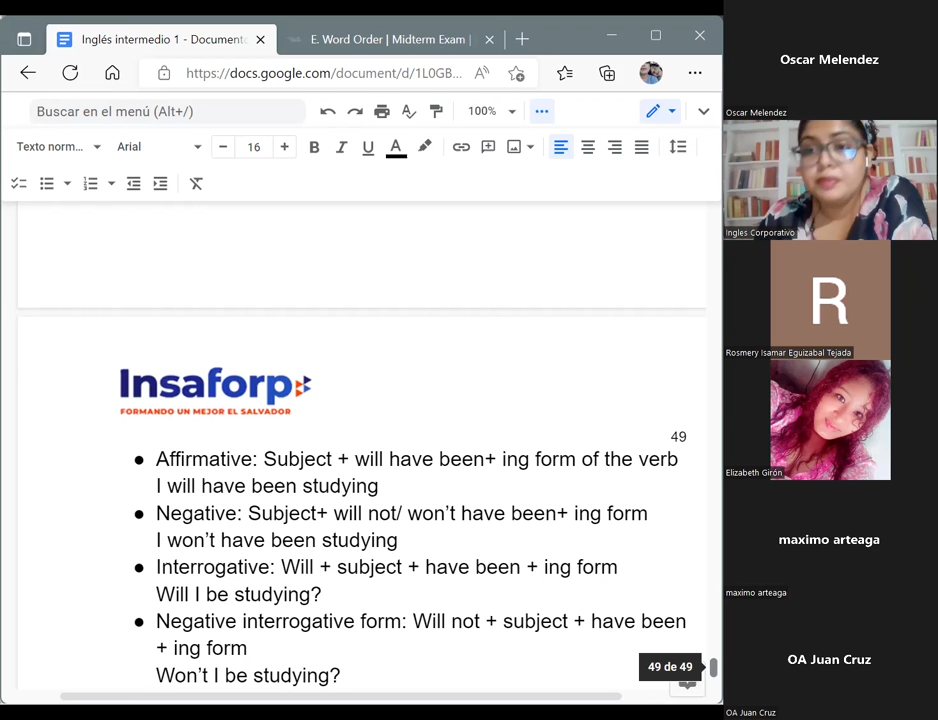 Inglés intermedio 1 - Document
E. Word Order | Midterm Exam |
https://docs.google.com/document/d/1L0GB...
Buscar en el menú (Alt+/)
100%
Texto norm...
Arial
16
Insaforp
FORMANDO UN MEJOR EL SALVADOR
49
● Affirmative: Subject + will have been+ ing form of the verb
I will have been studying
● Negative: Subject+ will not/ won't have been+ ing form
I won't have been studying
● Interrogative: Will + subject + have been + ing form
Will I be studying?
● Negative interrogative form: Will not + subject + have been
+ ing form
Won't I be studying?
49 de 49
Oscar Melendez
Oscar Melendez
Ingles Corporativo
R
Rosmery Isamar Eguizabal Tejada
Elizabeth Girón
maximo arteaga
maximo arteaga
OA Juan Cruz
OA Juan Cruz